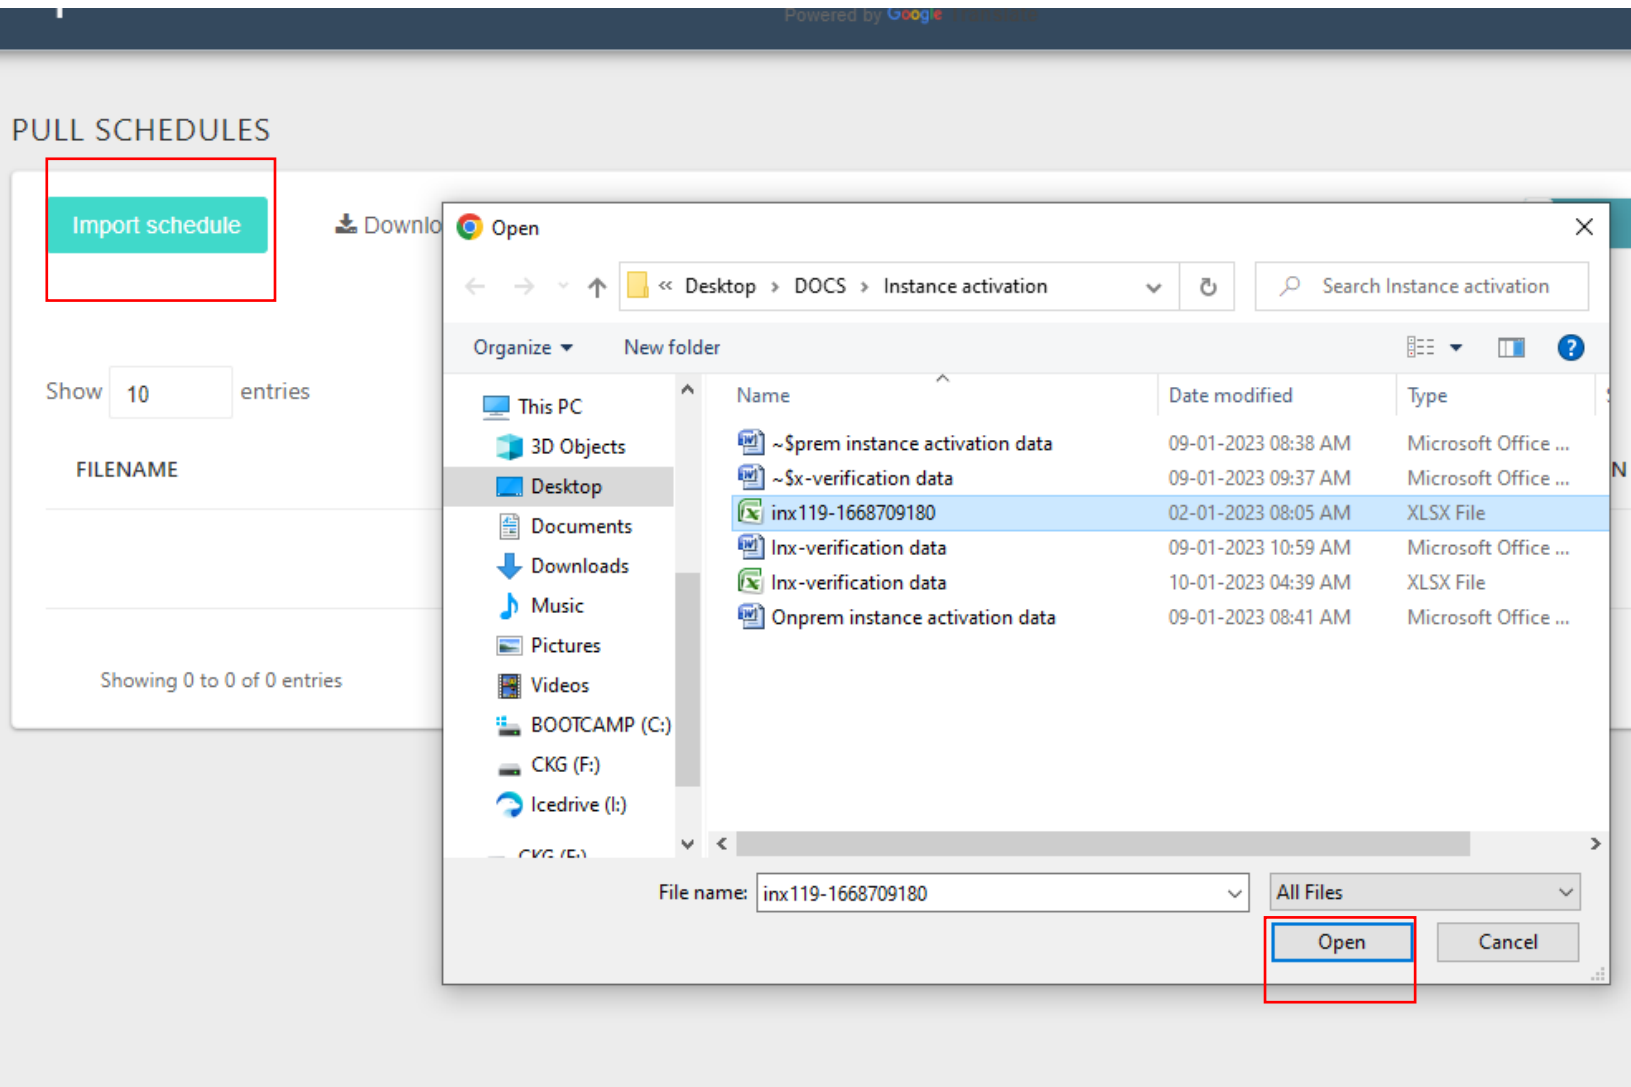 Powered by Google
PULL SCHEDULES
Import schedule
Downlo
Open
« Desktop > DOCS > Instance activation
Search Instance activation
Organize
New folder
Show 10 entries
FILENAME
This PC
3D Objects
Desktop
Documents
Downloads
Music
Pictures
Videos
BOOTCAMP (C:)
CKG (F:)
Icedrive (I:)
CKG (F:)
Name Date modified Type
~$prem instance activation data 09-01-2023 08:38 AM Microsoft Office ...
~$x-verification data 09-01-2023 09:37 AM Microsoft Office ...
inx119-1668709180 02-01-2023 08:05 AM XLSX File
Inx-verification data 09-01-2023 10:59 AM Microsoft Office ...
Inx-verification data 10-01-2023 04:39 AM XLSX File
Onprem instance activation data 09-01-2023 08:41 AM Microsoft Office ...
N
Showing 0 to 0 of 0 entries
File name: inx119-1668709180
All Files
Open
Cancel